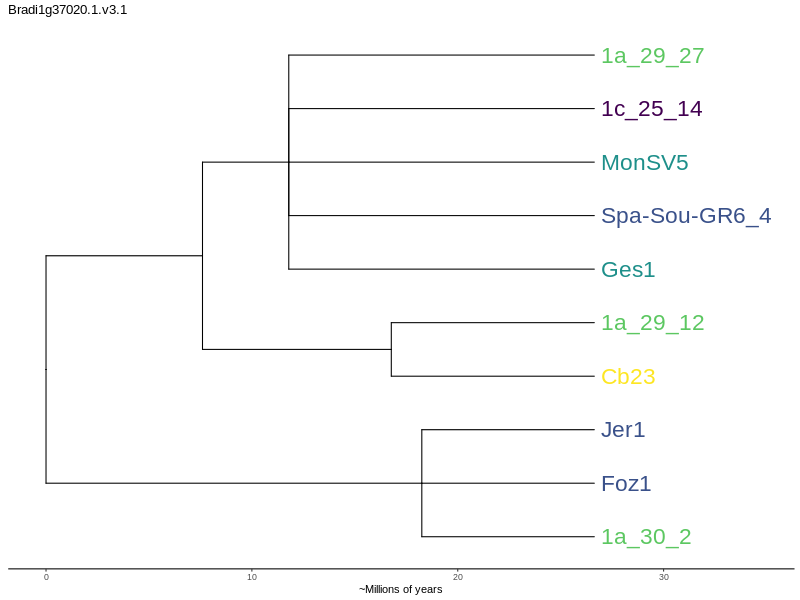 Bradi1g37020.1.v3.1
1a_29_27
1c_25_14
MonSV5
Spa-Sou-GR6_4
Ges1
1a_29_12
Cb23
Jer1
Foz1
1a_30_2
0 10 20 30
~Millions of years